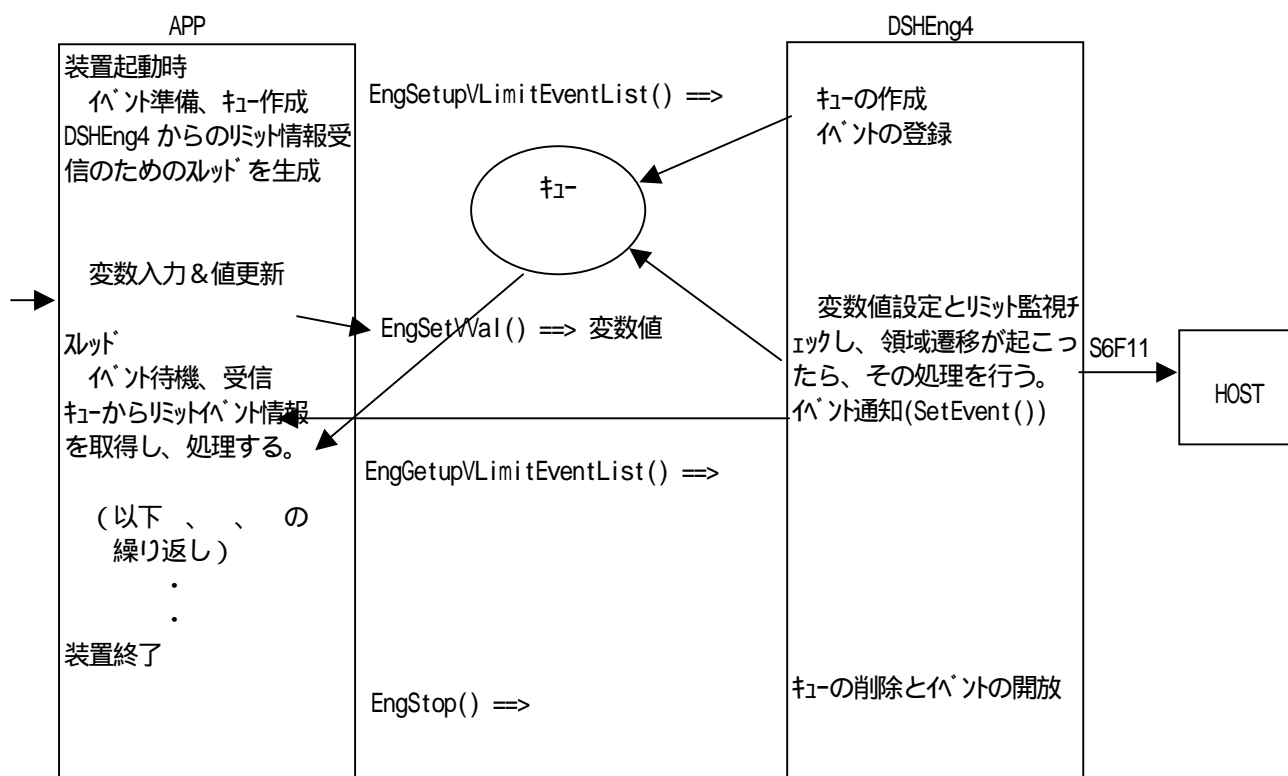 APP
DSHEng4
装置起動時
ｲﾍﾞﾝﾄ準備、ｷｭｰ作成
DSHEng4 からのﾘﾐｯﾄ情報受
信のためのｽﾚｯﾄﾞを生成
EngSetupVLimitEventList() ==>
ｷｭｰの作成
ｲﾍﾞﾝﾄの登録
ｷｭｰ
変数入力＆値更新
EngSetVVal() ==> 変数値
変数値設定とﾘﾐｯﾄ監視ﾁ
ｪｯｸし、領域遷移が起こっ
たら、その処理を行う。
ｲﾍﾞﾝﾄ通知(SetEvent())
S6F11
HOST
ｽﾚｯﾄﾞ
ｲﾍﾞﾝﾄ待機、受信
ｷｭｰからﾘﾐｯﾄｲﾍﾞﾝﾄ情報
を取得し、処理する。
EngGetupVLimitEventList() ==>
(以下 、 、 の
繰り返し)
・
・
装置終了
EngStop() ==>
ｷｭｰの削除とｲﾍﾞﾝﾄの開放